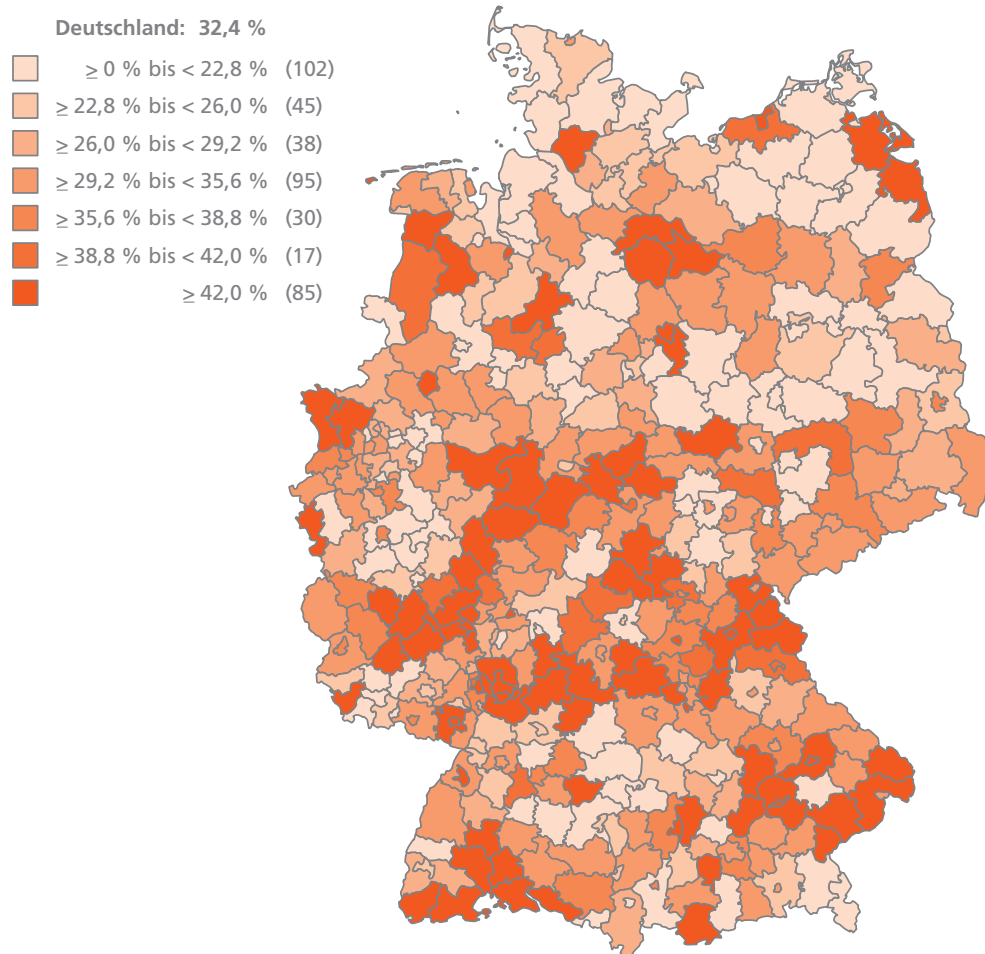 Deutschland: 32,4 %
≥ 0 % bis < 22,8 % (102)
≥ 22,8 % bis < 26,0 % (45)
≥ 26,0 % bis < 29,2 % (38)
≥ 29,2 % bis < 35,6 % (95)
≥ 35,6 % bis < 38,8 % (30)
≥ 38,8 % bis < 42,0 % (17)
≥ 42,0 % (85)